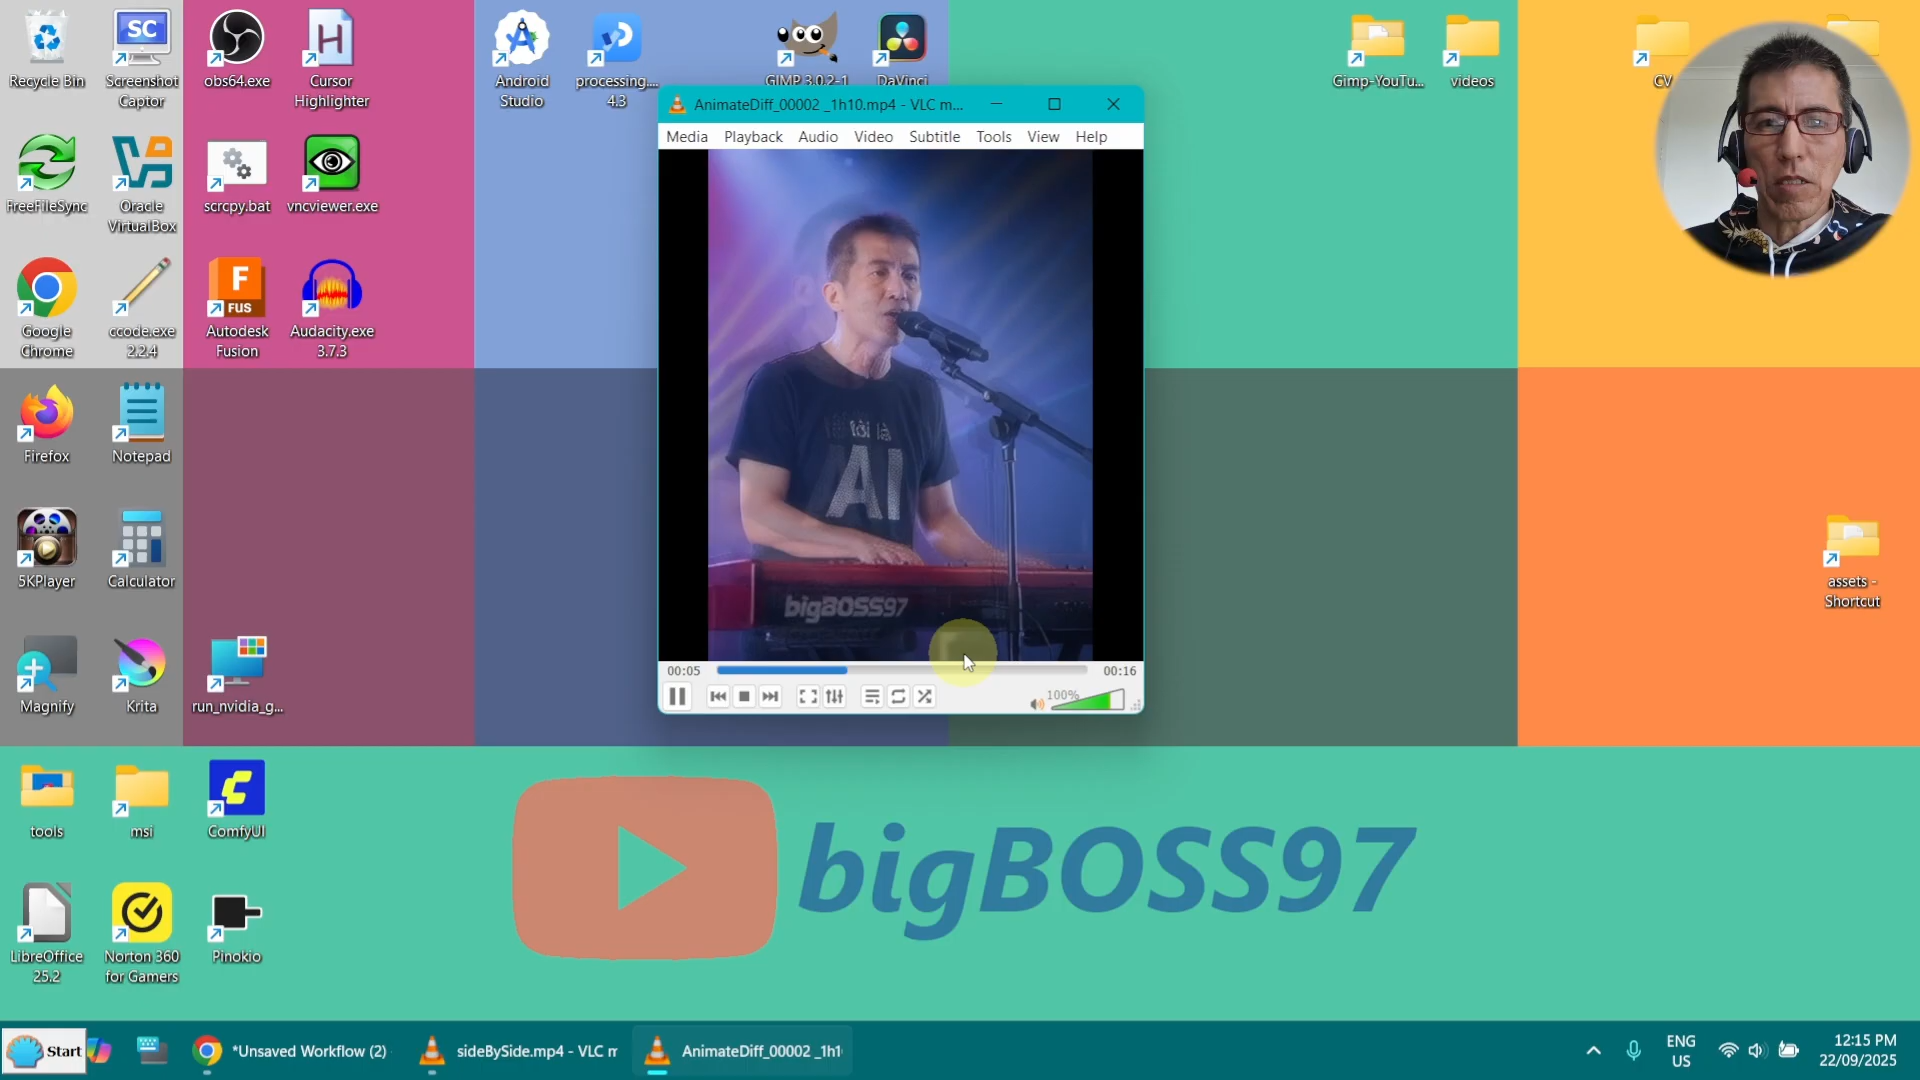 Recycle Bin
Screenshot
Captor
SC
obs64.exe
Cursor
Highlighter
H
Android
Studio
processing....
4.3
GIMP 3.0.2-1
DaVinci
Gimp-YouTu...
videos
CV
FreeFileSync
Oracle
VirtualBox
scrcpy.bat
vncviewer.exe
AnimateDiff_00002 _1h10.mp4 - VLC m...
Media Playback Audio Video Subtitle Tools View Help
tôi là
AI
bigBOSS97
00:05
00:16
100%
Google
Chrome
ccode.exe
2.2.4
F
FUS
Autodesk
Fusion
Audacity.exe
3.7.3
Firefox
Notepad
5KPlayer
Calculator
assets -
Shortcut
Magnify
Krita
run_nvidia_g...
tools
msi
ComfyUI
LibreOffice
25.2
Norton 360
for Gamers
Pinokio
bigBOSS97
Start
*Unsaved Workflow (2)
sideBySide.mp4 - VLC m
AnimateDiff_00002 _1h1
ENG
US
12:15 PM
22/09/2025